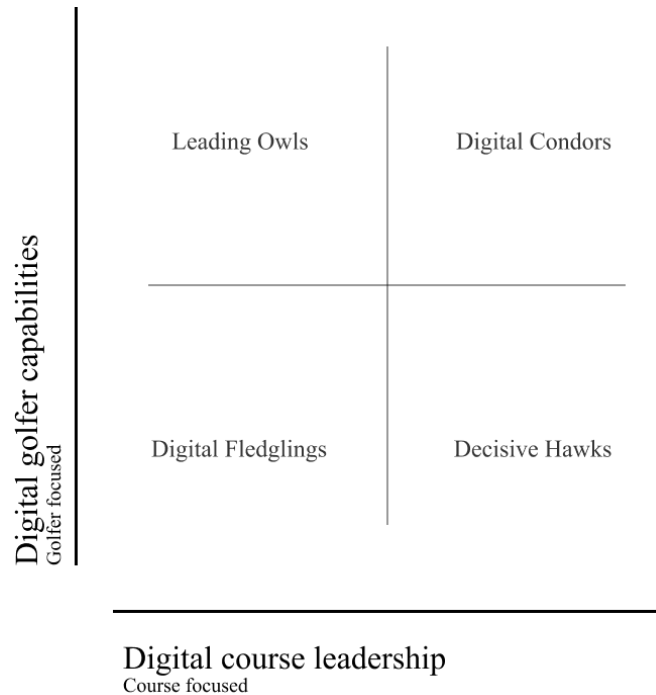 Leading Owls
Digital Condors
Digital golfer capabilities
Golfer focused
Digital Fledglings
Decisive Hawks
Digital course leadership
Course focused